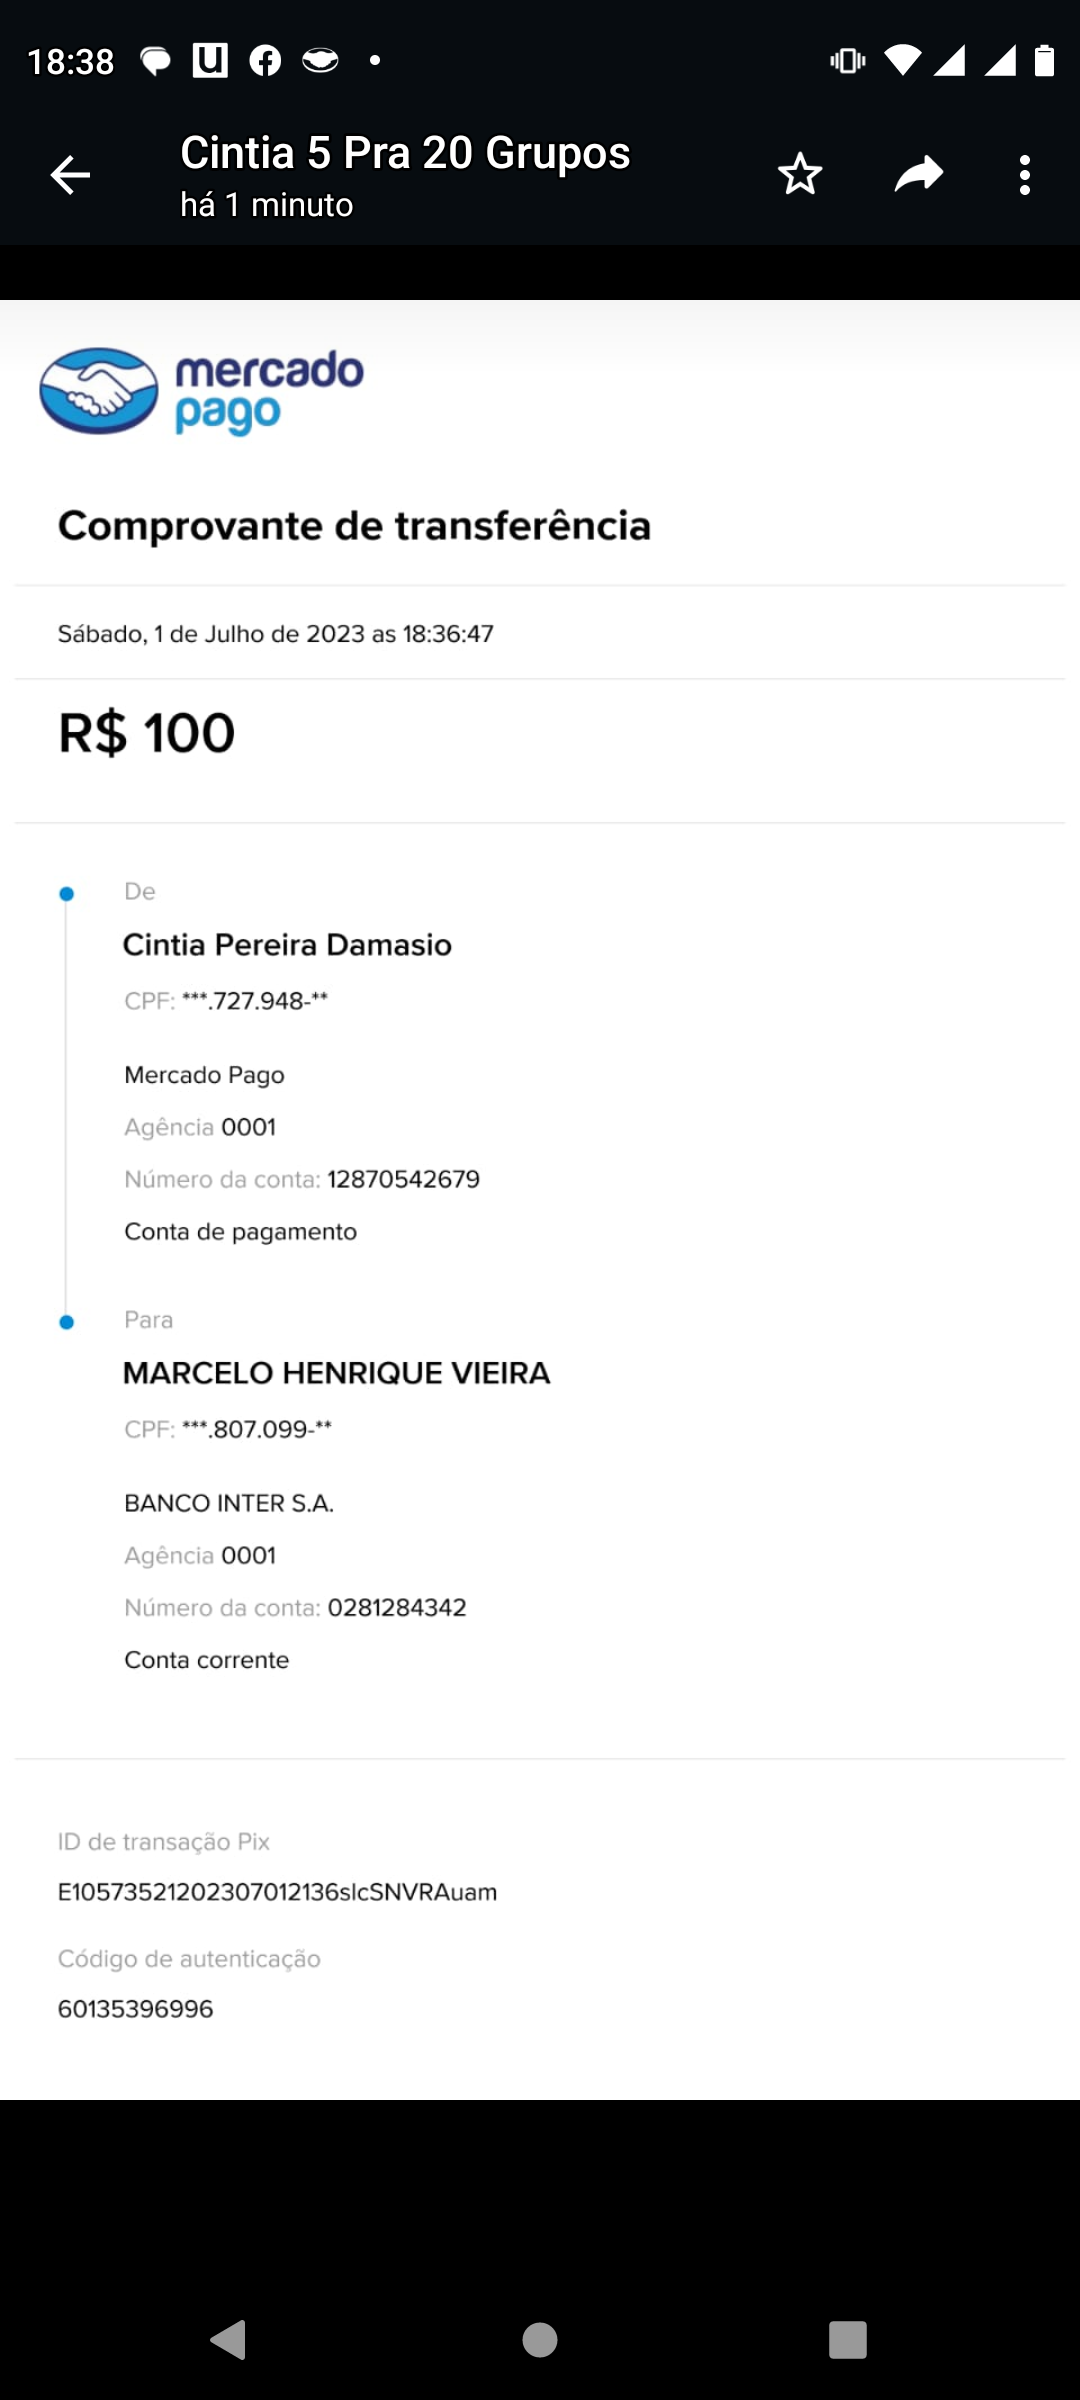 18:38
Cintia 5 Pra 20 Grupos
há 1 minuto
mercado
pago
Comprovante de transferência
Sábado, 1 de Julho de 2023 as 18:36:47
R$ 100
De
Cintia Pereira Damasio
CPF: ***.727.948-**
Mercado Pago
Agência 0001
Número da conta: 12870542679
Conta de pagamento
Para
MARCELO HENRIQUE VIEIRA
CPF: ***.807.099-**
BANCO INTER S.A.
Agência 0001
Número da conta: 0281284342
Conta corrente
ID de transação Pix
E10573521202307012136slcSNVRAuam
Código de autenticação
60135396996